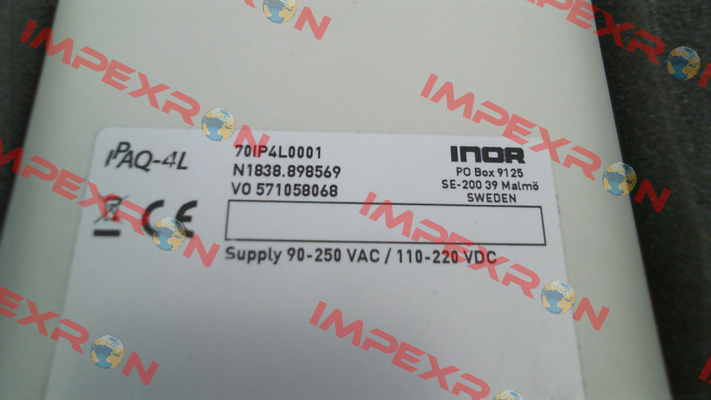 IPAQ-4L
70IP4L0001
N1838.898569
VO 571058068
INOR
PO Box 9125
SE-200 39 Malmö
SWEDEN
CE
Supply 90-250 VAC / 110-220 VDC
IMPEXRON
IMPEXRON
IMPEXRON
IMPEXRON
IMPEXRON
IMPEXRON